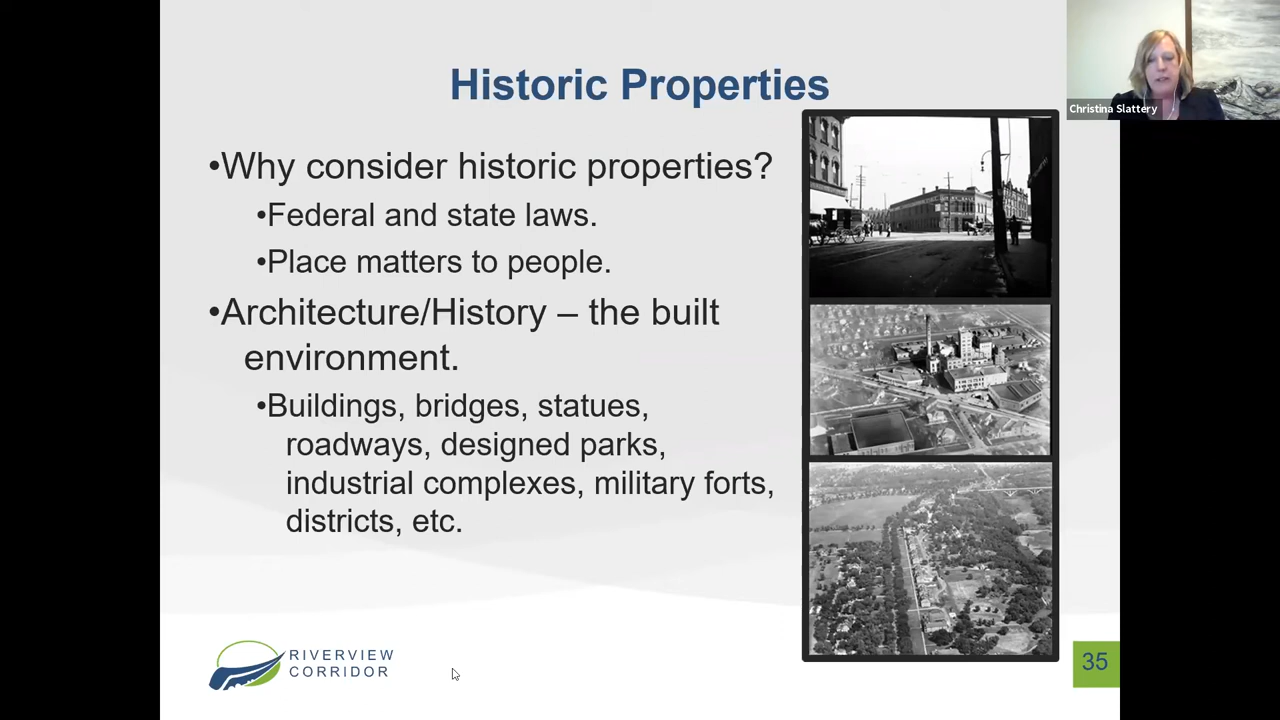 Historic Properties
Christina Slattery
•Why consider historic properties?
•Federal and state laws.
•Place matters to people.
•Architecture/History – the built
environment.
•Buildings, bridges, statues,
roadways, designed parks,
industrial complexes, military forts,
districts, etc.
RIVERVIEW
CORRIDOR
35